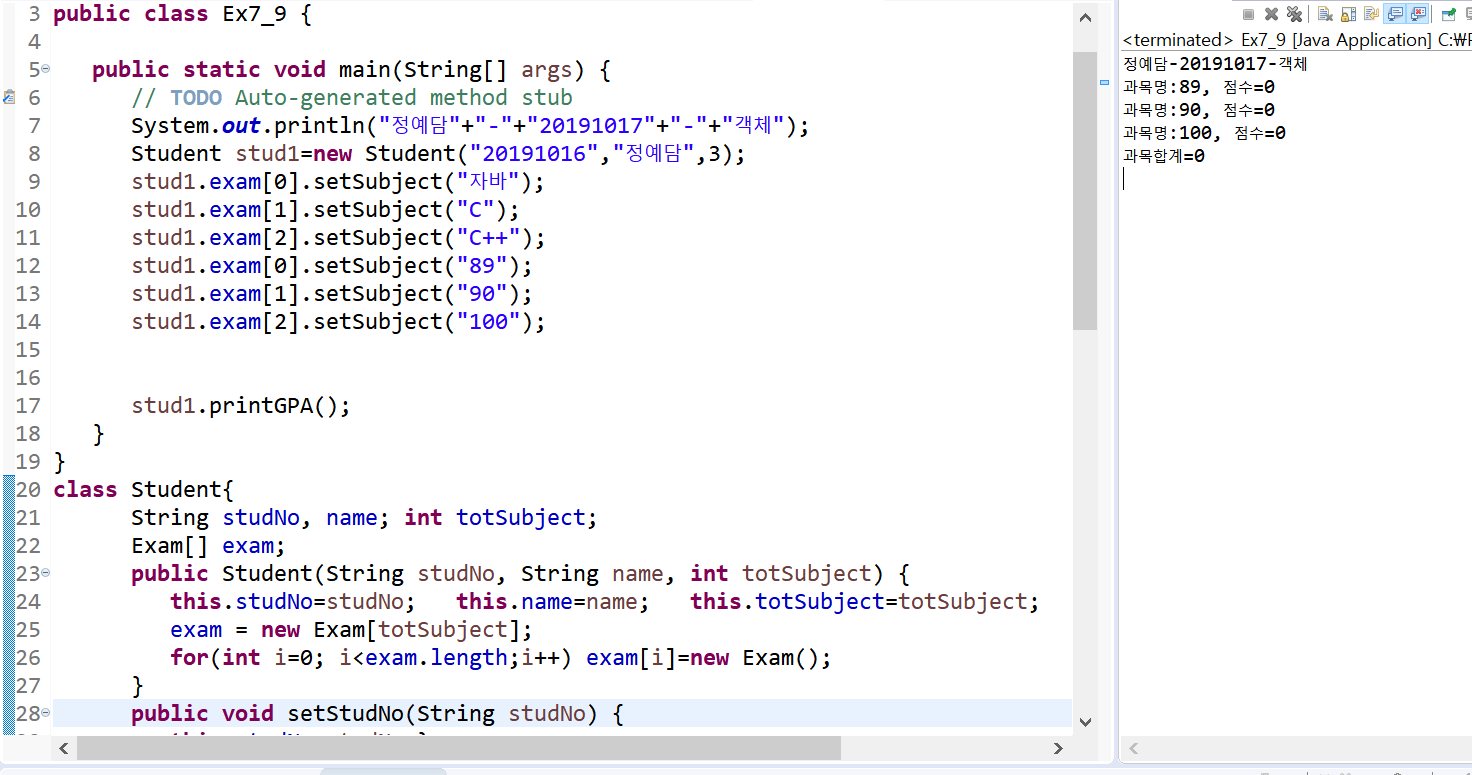 3 public class Ex7_9 {
4
5 public static void main(String[] args) {
6 // TODO Auto-generated method stub
7 System.out.println("정예담"+"-"+"20191017"+"-"+"객체");
8 Student stud1=new Student("20191016","정예담",3);
9 stud1.exam[0].setSubject("자바");
10 stud1.exam[1].setSubject("C");
11 stud1.exam[2].setSubject("C++");
12 stud1.exam[0].setSubject("89");
13 stud1.exam[1].setSubject("90");
14 stud1.exam[2].setSubject("100");
15
16
17 stud1.printGPA();
18 }
19 }
20 class Student{
21 String studNo, name; int totSubject;
22 Exam[] exam;
23 public Student(String studNo, String name, int totSubject) {
24 this.studNo=studNo; this.name=name; this.totSubject=totSubject;
25 exam = new Exam[totSubject];
26 for(int i=0; i<exam.length;i++) exam[i]=new Exam();
27 }
28 public void setStudNo(String studNo) {
<terminated> Ex7_9 [Java Application] C:₩
정예담-20191017-객체
과목명:89, 점수=0
과목명:90, 점수=0
과목명:100, 점수=0
과목합계=0